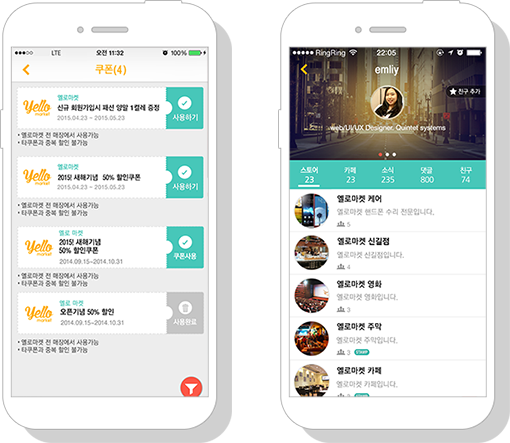 LTE
오전 11:32
100%
쿠폰(4)
Yello
market
옐로마켓
신규 회원가입시 패션 양말 1켤레 증정
2015.04.23 ~ 2015.05.23
사용하기
• 옐로마켓 전 매장에서 사용가능
• 타쿠폰과 중복 할인 불가능
Yello
market
옐로마켓
2015! 새해기념 50% 할인쿠폰
2015.04.23 ~ 2015.05.23
사용하기
• 옐로마켓 전 매장에서 사용가능
• 타쿠폰과 중복 할인 불가능
Yello
market
옐로 마켓
2015! 새해기념
50% 할인쿠폰
2014.09.15~2014.10.31
쿠폰사용
• 옐로마켓 전 매장에서 사용가능
• 타쿠폰과 중복 할인 불가능
Yello
market
옐로 마켓
오픈기념 50% 할인
2014.09.15~2014.10.31
사용완료
• 옐로마켓 전 매장에서 사용가능
• 타쿠폰과 중복 할인 불가능
RingRing
22:05
emliy
친구 추가
web/UI/UX Designer. Quintet systems
스토어
23
카페
23
소식
235
댓글
800
친구
74
옐로마켓 케어
옐로마켓 핸드폰 수리 전문입니다.
5
옐로마켓 신길점
옐로마켓 신길점입니다.
4
옐로마켓 영화
옐로마켓 영화입니다.
3
옐로마켓 주막
옐로마켓 주막입니다.
3
옐로마켓 카페
옐로마켓 카페입니다.
3